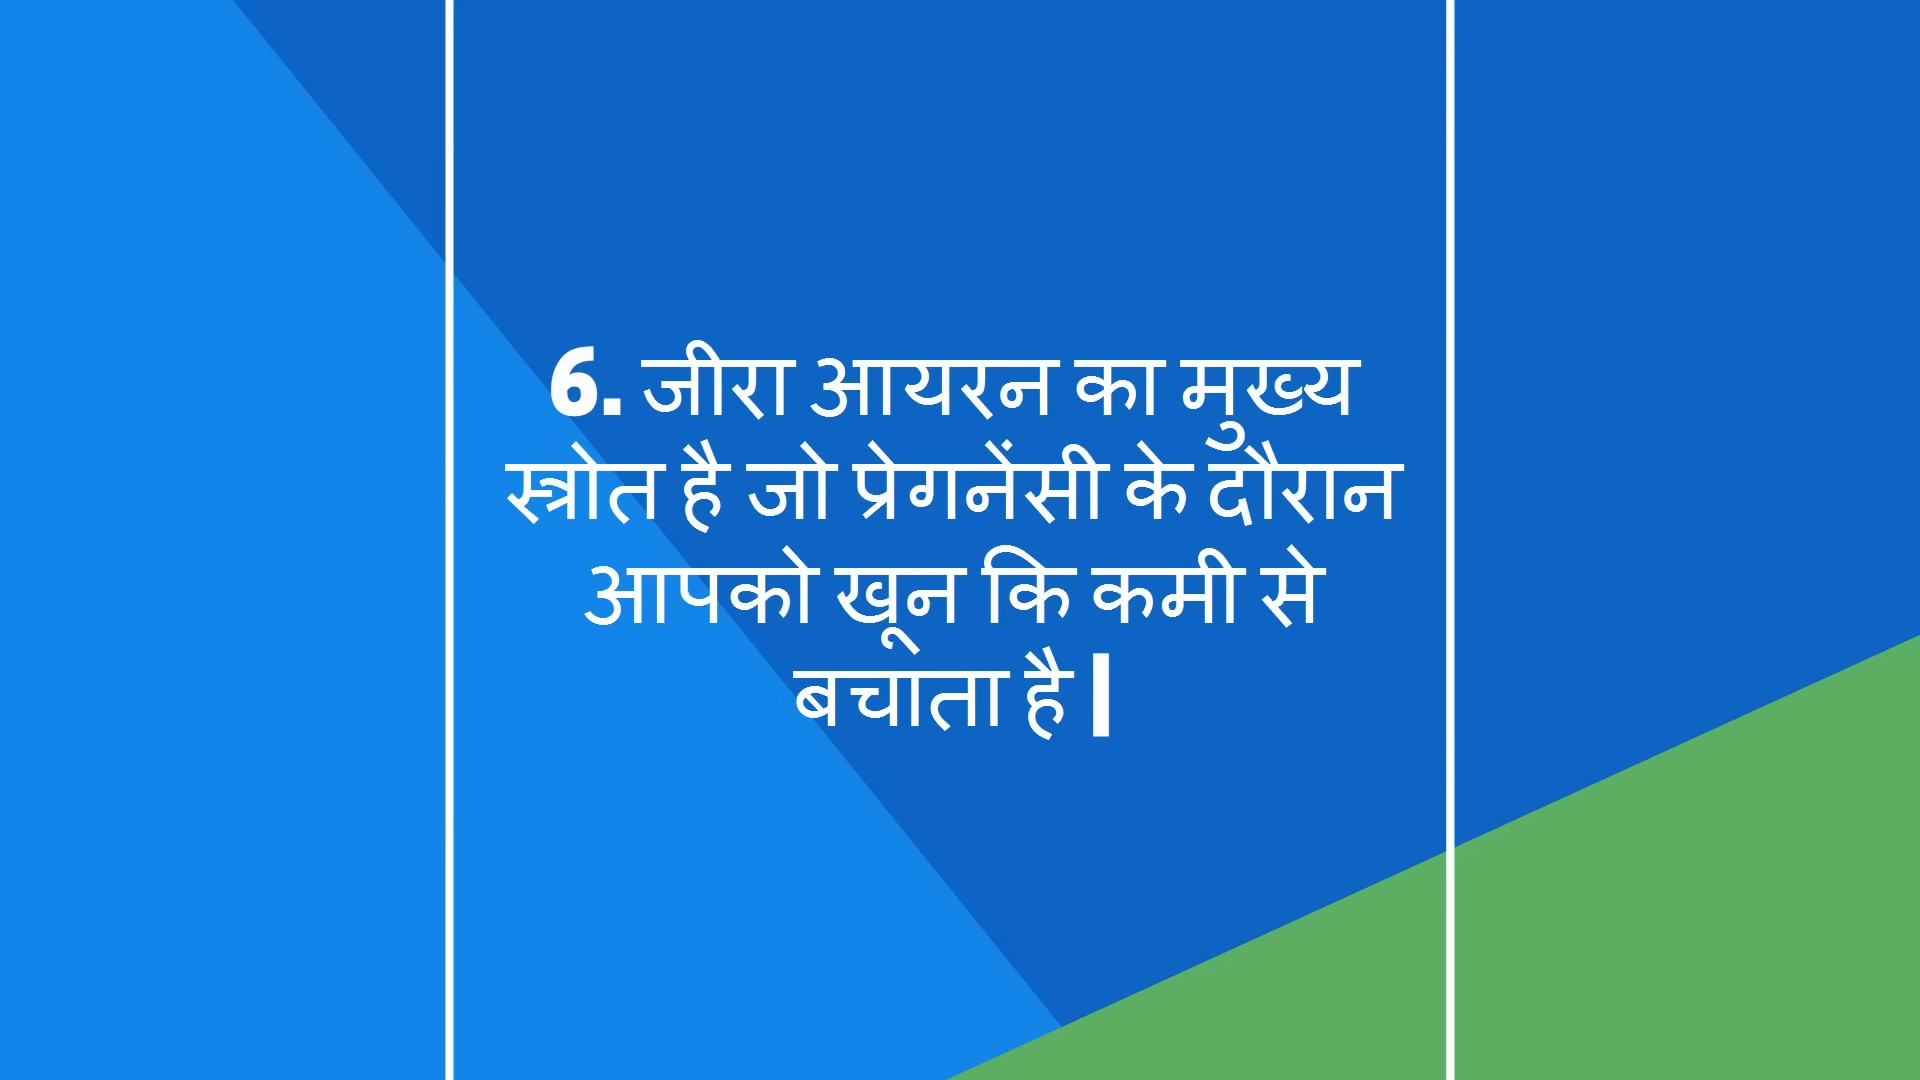 6. जीरा आयरन का मुख्य
स्त्रोत है जो प्रेगनेंसी के दौरान
आपको खून कि कमी से
बचाता है |